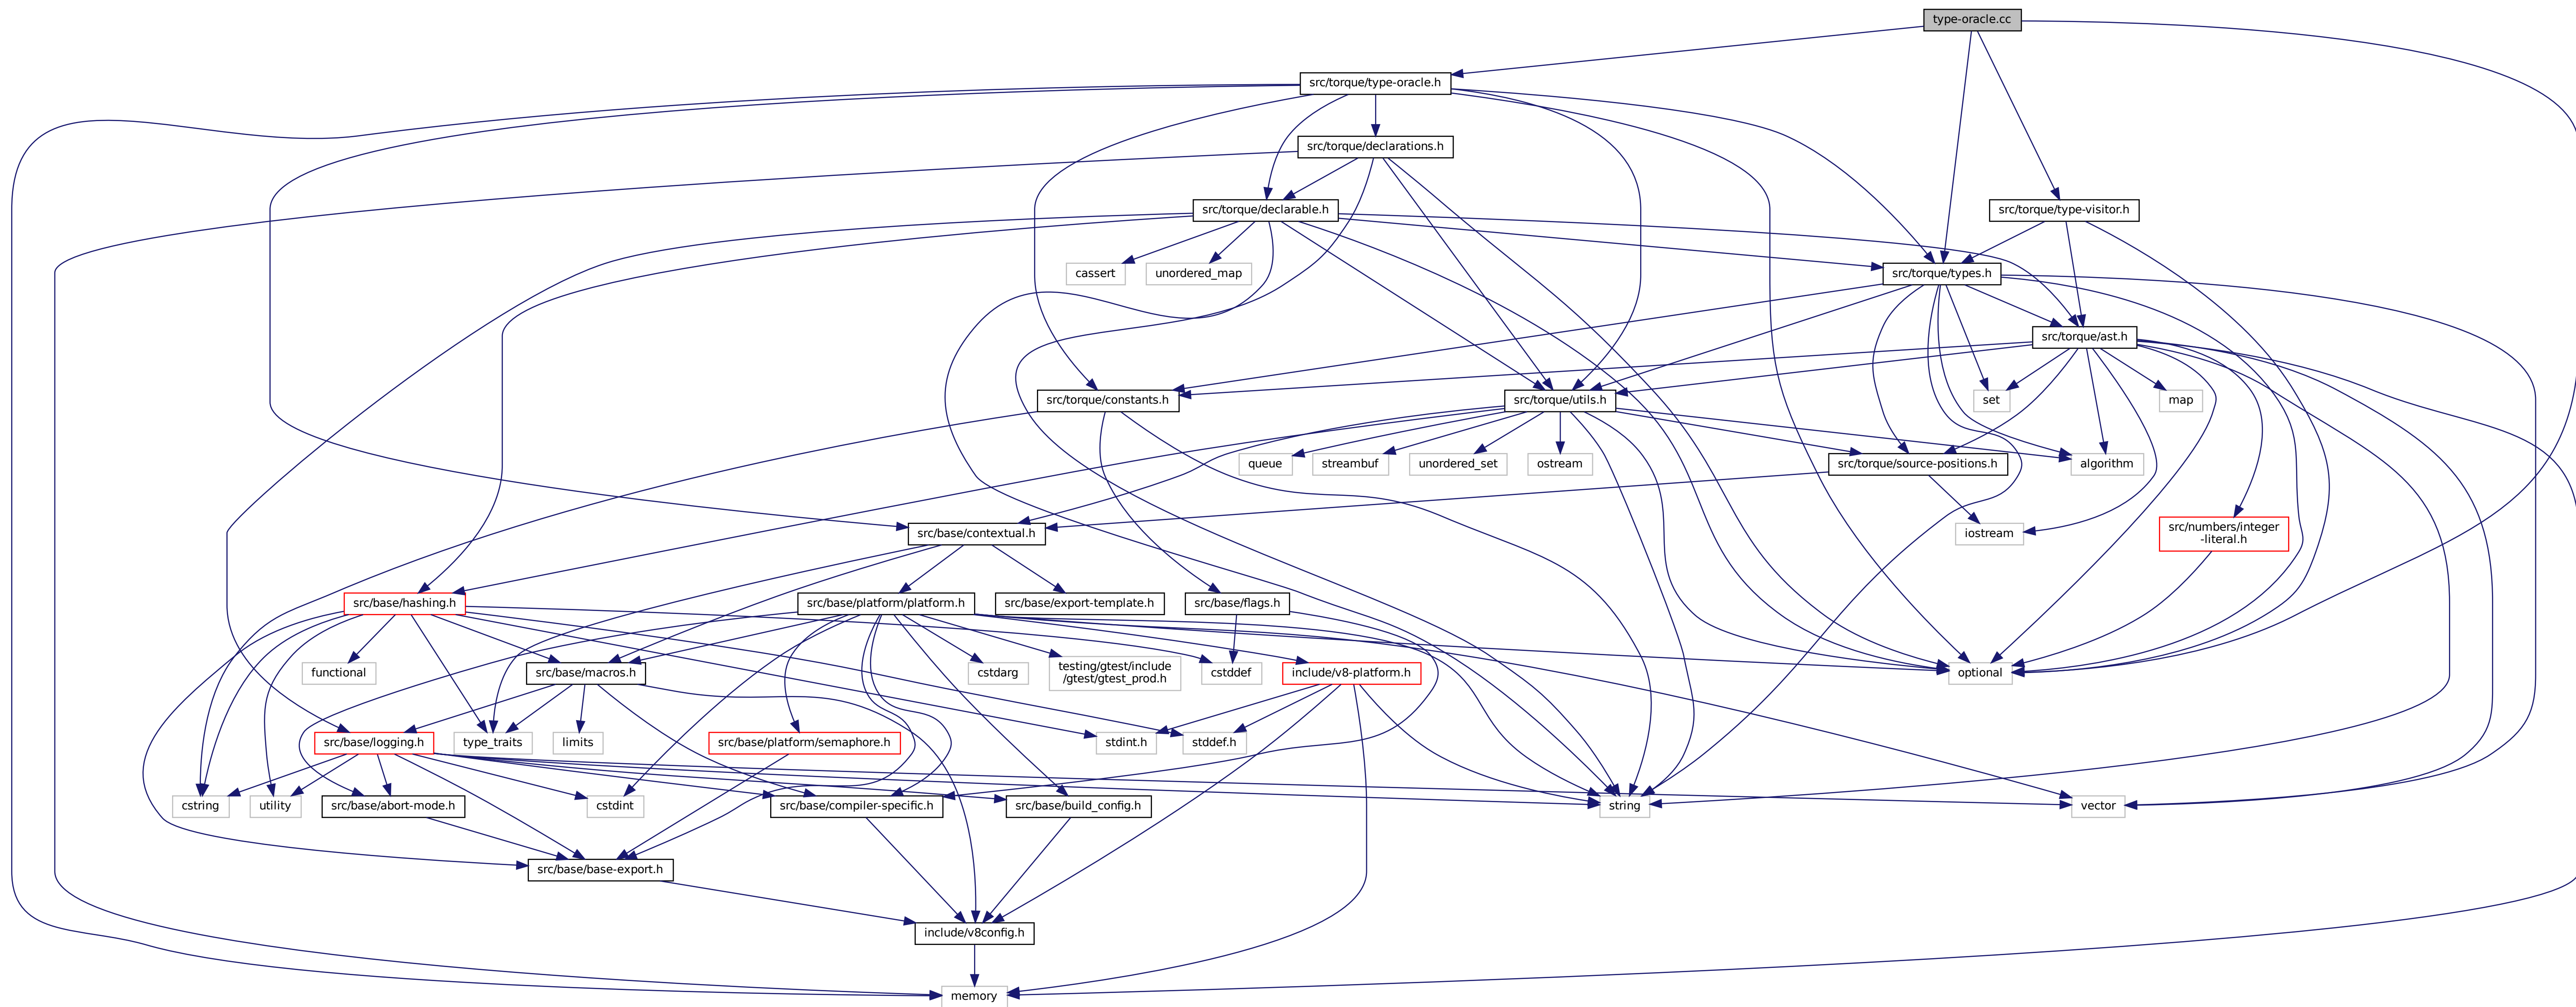 type-oracle.cc
src/torque/type-oracle.h
src/torque/declarations.h
src/torque/declarable.h
src/torque/type-visitor.h
cassert
unordered_map
src/torque/types.h
src/torque/ast.h
src/torque/constants.h
src/torque/utils.h
set
map
queue
streambuf
unordered_set
ostream
src/torque/source-positions.h
algorithm
src/base/contextual.h
iostream
src/numbers/integer
-literal.h
src/base/hashing.h
src/base/platform/platform.h
src/base/export-template.h
src/base/flags.h
functional
src/base/macros.h
cstdarg
testing/gtest/include
/gtest/gtest_prod.h
cstddef
include/v8-platform.h
optional
src/base/logging.h
type_traits
limits
src/base/platform/semaphore.h
stdint.h
stddef.h
cstring
utility
src/base/abort-mode.h
cstdint
src/base/compiler-specific.h
src/base/build_config.h
string
vector
src/base/base-export.h
include/v8config.h
memory